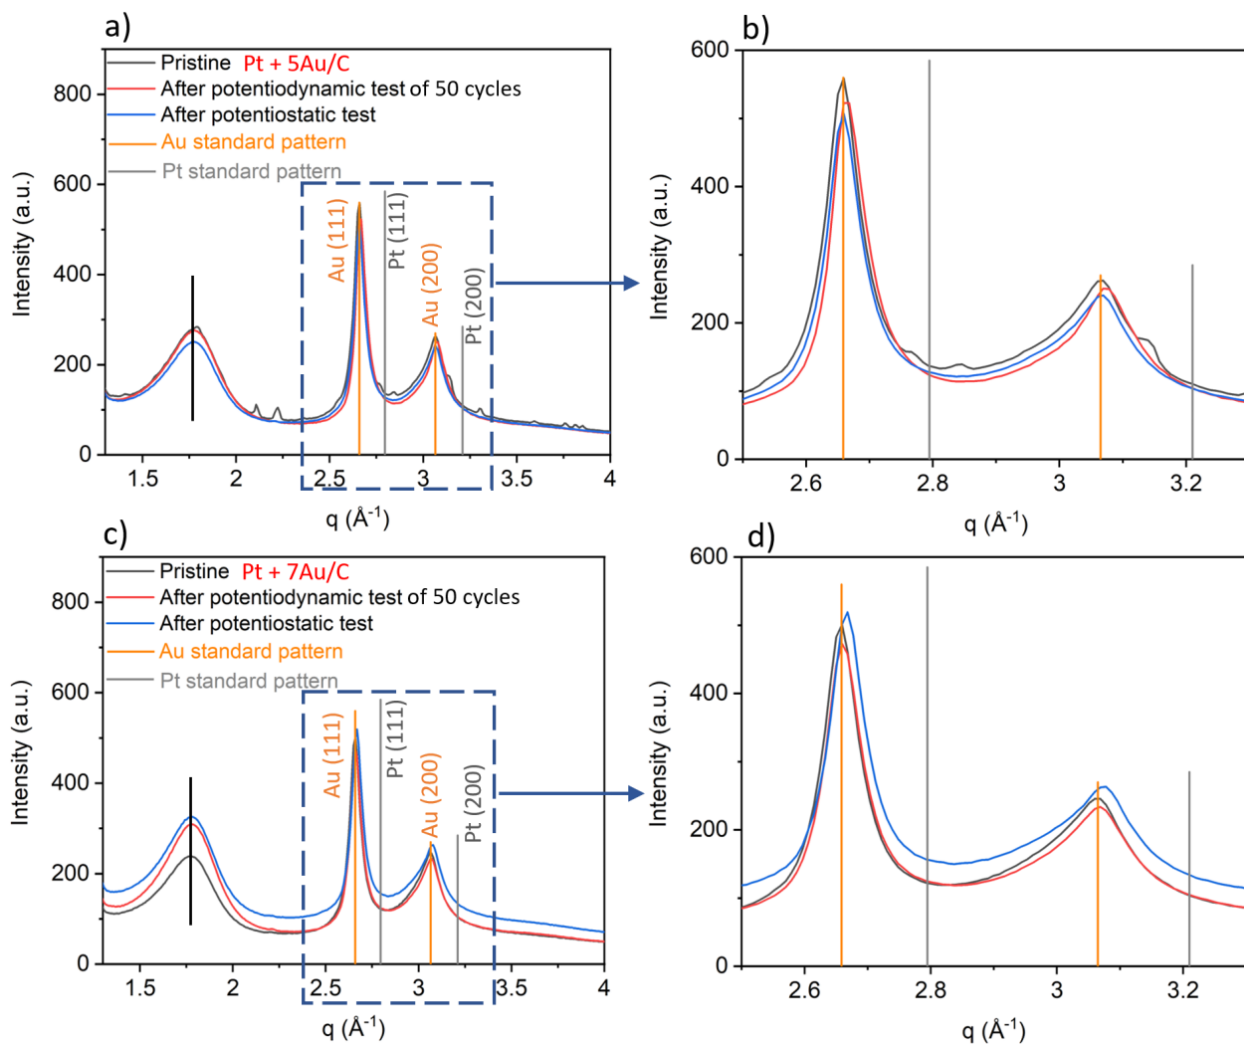 a)
Pristine Pt + 5Au/C
After potentiodynamic test of 50 cycles
After potentiostatic test
Au standard pattern
Pt standard pattern
Au (111)
Pt (111)
Au (200)
Pt (200)
Intensity (a.u.)
800
600
400
200
0
1.5
2
2.5
3
3.5
4
q (Å⁻¹)
b)
Intensity (a.u.)
600
400
200
0
2.6
2.8
3
3.2
q (Å⁻¹)
c)
Pristine Pt + 7Au/C
After potentiodynamic test of 50 cycles
After potentiostatic test
Au standard pattern
Pt standard pattern
Au (111)
Pt (111)
Au (200)
Pt (200)
Intensity (a.u.)
800
600
400
200
0
1.5
2
2.5
3
3.5
4
q (Å⁻¹)
d)
Intensity (a.u.)
600
400
200
0
2.6
2.8
3
3.2
q (Å⁻¹)